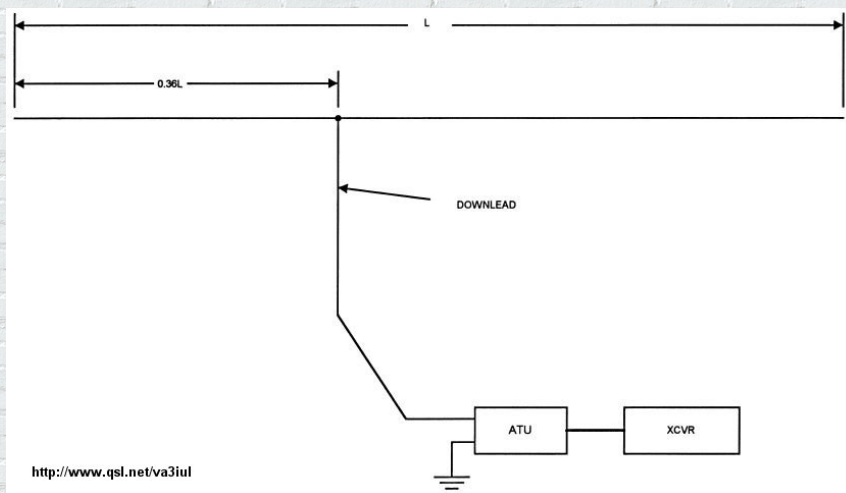 L
0.36L
DOWNLEAD
ATU
XCVR
http://www.qsl.net/va3iul